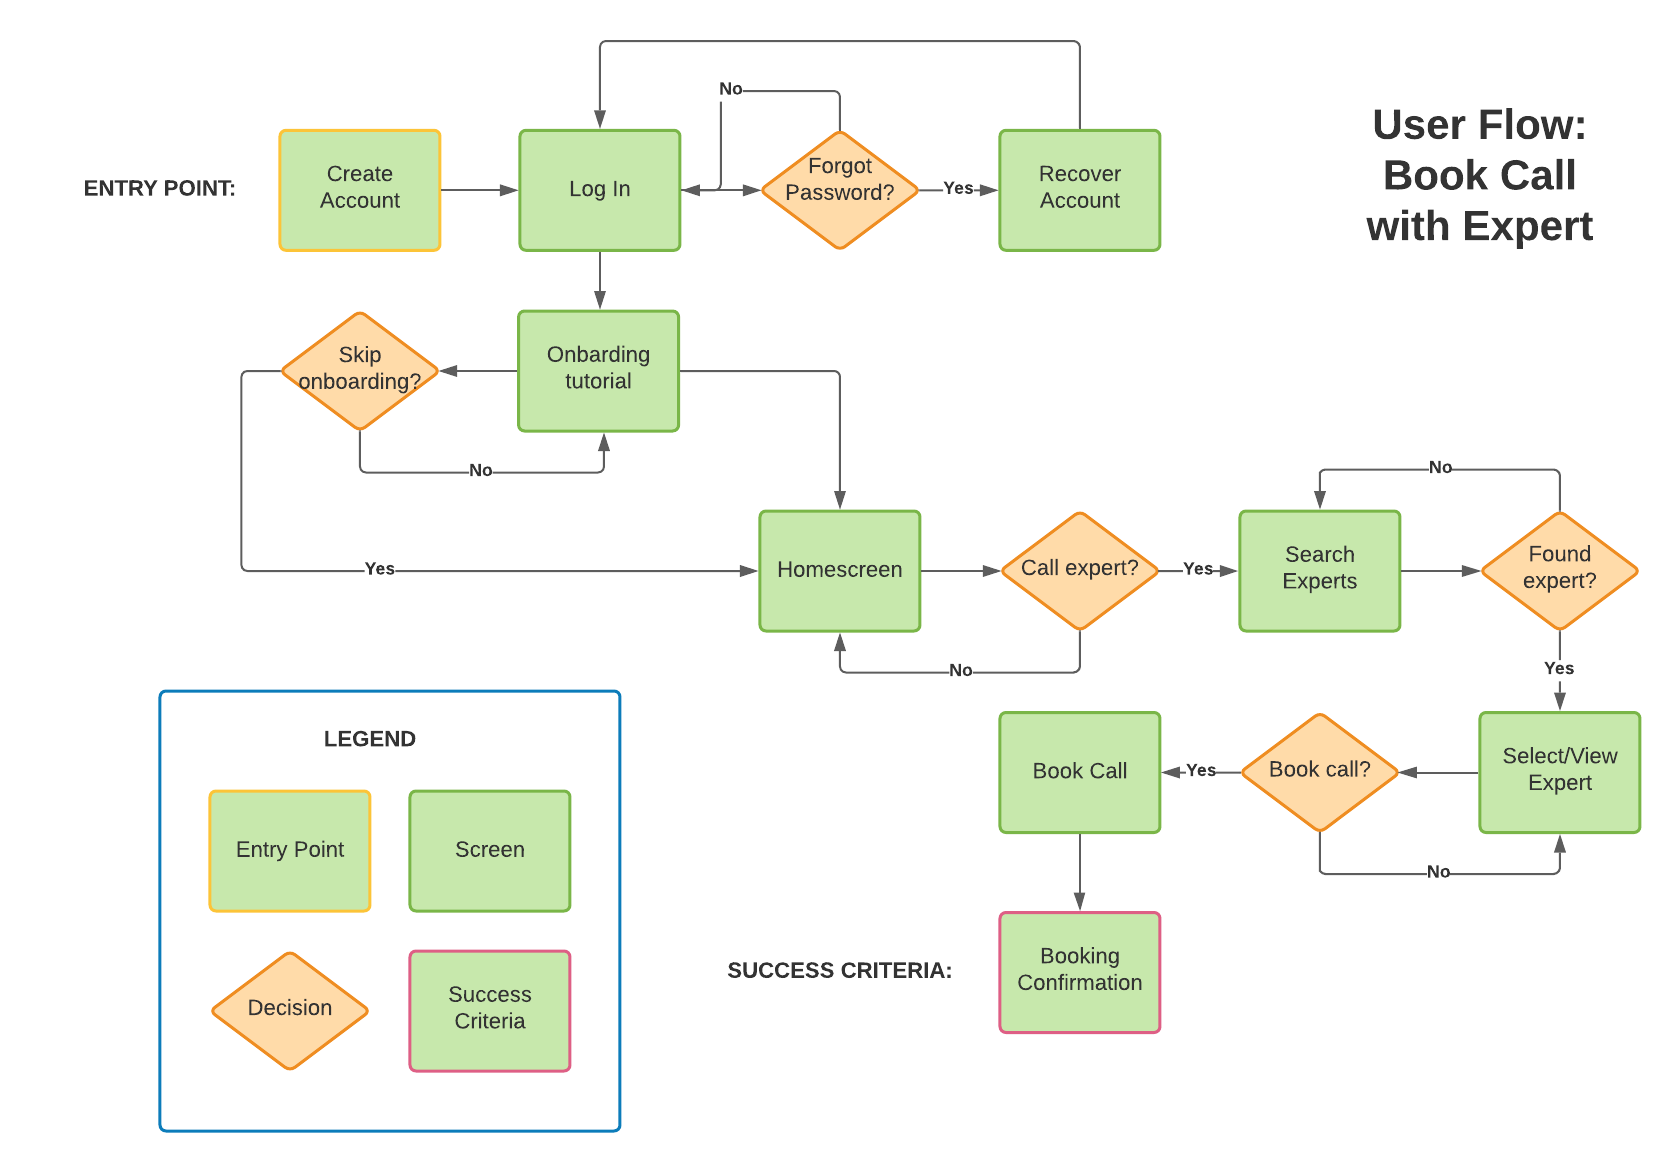 User Flow:
Book Call
with Expert
ENTRY POINT:
Create
Account
Log In
No
Forgot
Password?
Yes
Recover
Account
Skip
onboarding?
Onbarding
tutorial
No
Yes
Homescreen
Call expert?
Yes
No
Search
Experts
No
Found
expert?
Yes
Select/View
Expert
Book call?
No
Yes
Book Call
SUCCESS CRITERIA:
Booking
Confirmation
LEGEND
Entry Point
Screen
Decision
Success
Criteria